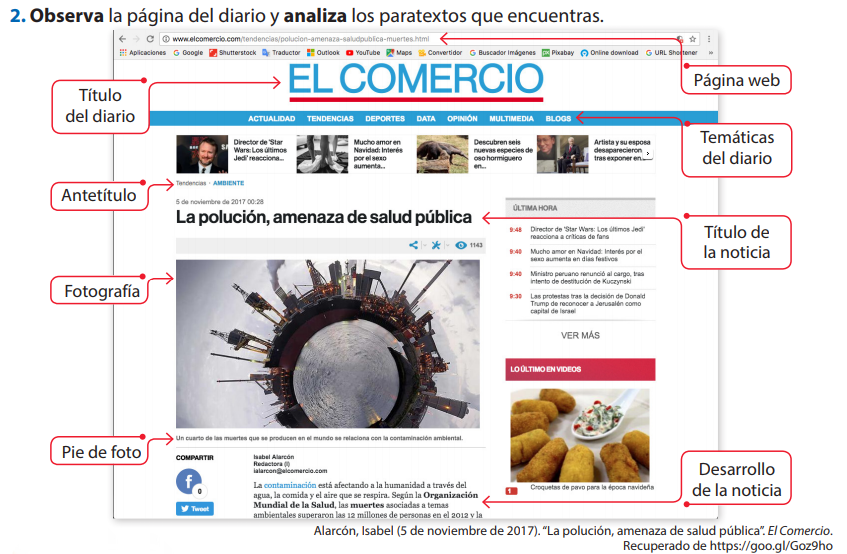 2. Observa la página del diario y analiza los paratextos que encuentras.
www.elcomercio.com/tendencias/polucion-amenaza-saludpublica-muertes.html
Aplicaciones Google Shutterstock Traductor Outlook YouTube Maps Convertidor Buscador Imágenes Pixabay Online download URL Shortener
Página web
EL COMERCIO
Título
del diario
ACTUALIDAD TENDENCIAS DEPORTES DATA OPINIÓN MULTIMEDIA BLOGS
Temáticas
del diario
Director de 'Star
Wars: Los últimos
Jedi' reacciona...
Mucho amor en
Navidad: Interés
por el sexo
aumenta...
Descubren seis
nuevas especies de
oso hormiguero
en...
Artista y su esposa
desaparecieron
tras exponer en...
Antetítulo
Tendencias · AMBIENTE
5 de noviembre de 2017 00:28
La polución, amenaza de salud pública
Título de
la noticia
1143
Fotografía
ÚLTIMA HORA
9:48 Director de 'Star Wars: Los últimos Jedi'
reacciona a críticas de fans
9:40 Mucho amor en Navidad: Interés por el
sexo aumenta en días festivos
9:40 Ministro peruano renunció al cargo, tras
intento de destitución de Kuczynski
9:30 Las protestas tras la decisión de Donald
Trump de reconocer a Jerusalén como
capital de Israel
VER MÁS
LO ÚLTIMO EN VIDEOS
Pie de foto
Un cuarto de las muertes que se producen en el mundo se relaciona con la contaminación ambiental.
COMPARTIR
0
Tweet
Isabel Alarcón
Redactora (I)
ialarcon@elcomercio.com
La contaminación está afectando a la humanidad a través del
agua, la comida y el aire que se respira. Según la Organización
Mundial de la Salud, las muertes asociadas a temas
ambientales superaron las 12 millones de personas en el 2012 y la
1 Croquetas de pavo para la época navideña
Desarrollo
de la noticia
Alarcón, Isabel (5 de noviembre de 2017). “La polución, amenaza de salud pública”. El Comercio.
Recuperado de https://goo.gl/Goz9ho